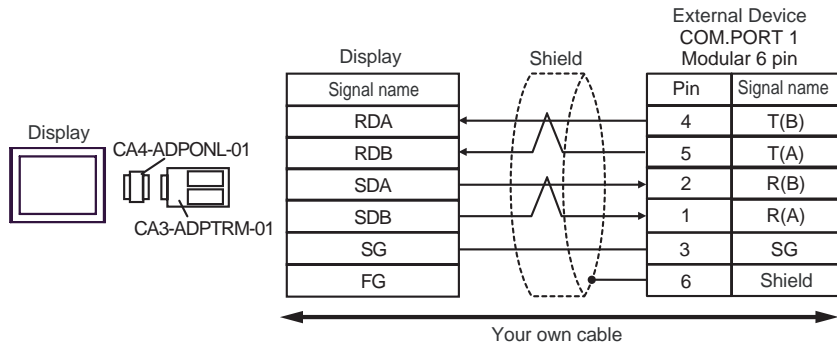 External Device
COM.PORT 1
Modular 6 pin
Display
Shield
Signal name
Pin
Signal name
RDA
4
T(B)
RDB
5
T(A)
SDA
2
R(B)
SDB
1
R(A)
SG
3
SG
FG
6
Shield
Display
CA4-ADPONL-01
CA3-ADPTRM-01
Your own cable